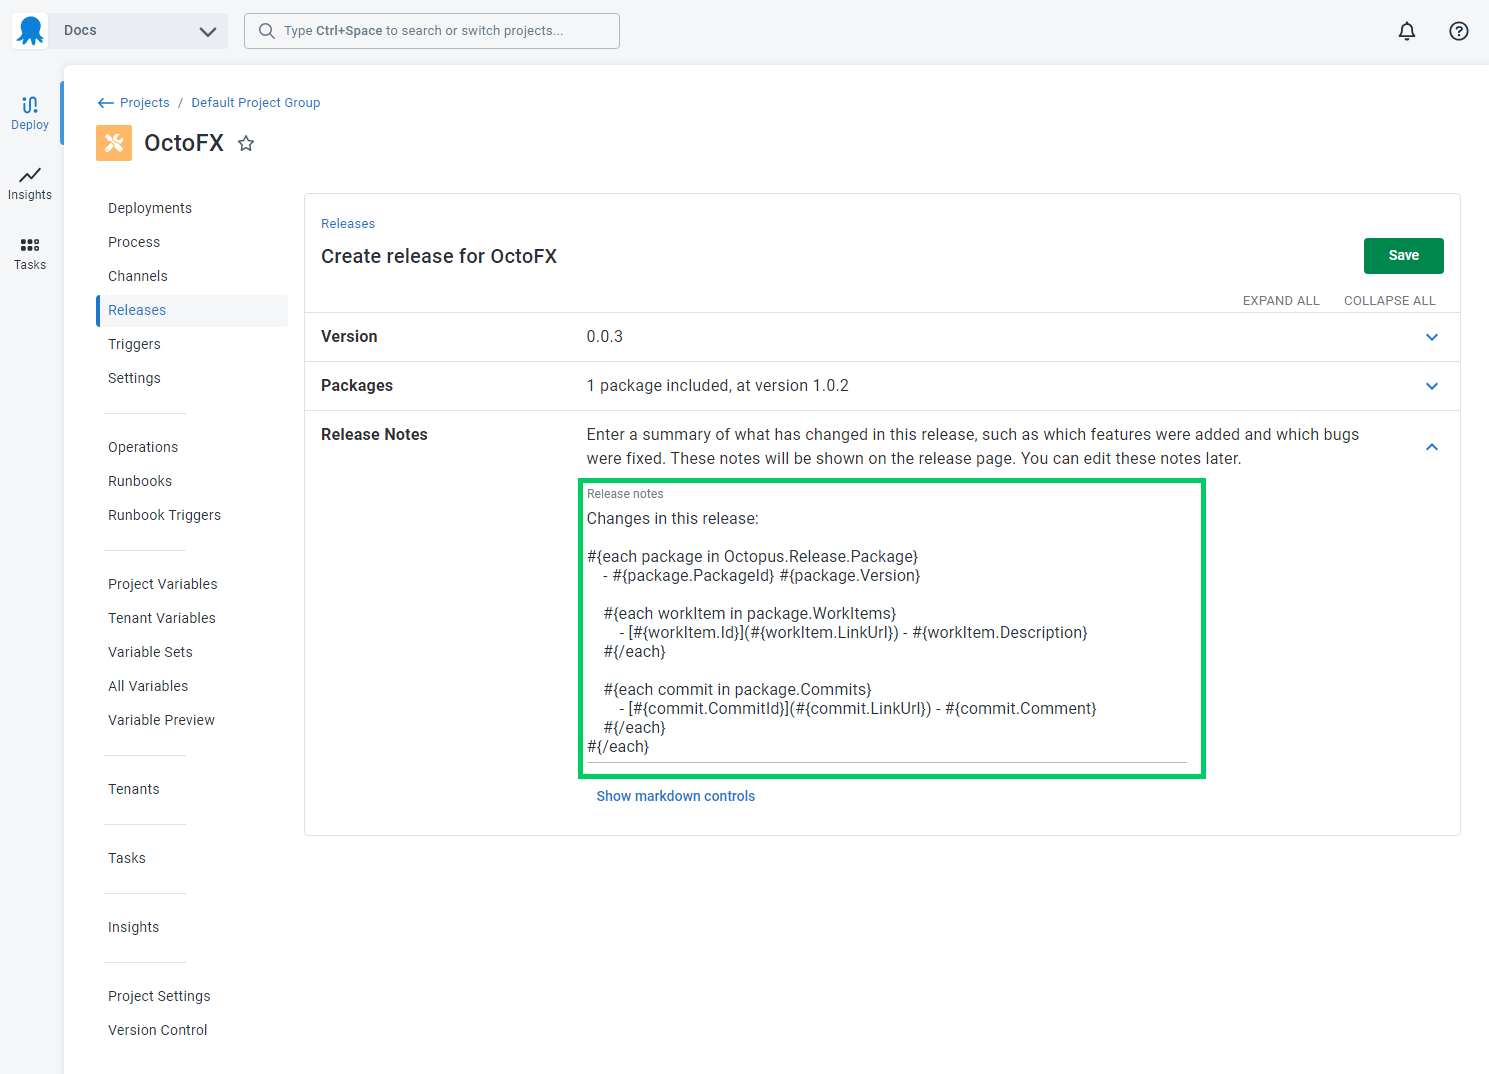 Docs
Type Ctrl+Space to search or switch projects...
Deploy
Insights
Tasks
Projects / Default Project Group
OctoFX
Deployments
Process
Channels
Releases
Triggers
Settings
Operations
Runbooks
Runbook Triggers
Project Variables
Tenant Variables
Variable Sets
All Variables
Variable Preview
Tenants
Tasks
Insights
Project Settings
Version Control
Releases
Create release for OctoFX
Save
EXPAND ALL COLLAPSE ALL
Version 0.0.3
Packages 1 package included, at version 1.0.2
Release Notes Enter a summary of what has changed in this release, such as which features were added and which bugs
were fixed. These notes will be shown on the release page. You can edit these notes later.
Release notes
Changes in this release:
#{each package in Octopus.Release.Package}
- #{package.PackageId} #{package.Version}
#{each workItem in package.WorkItems}
- [#{workItem.Id}](#{workItem.LinkUrl}) - #{workItem.Description}
#{/each}
#{each commit in package.Commits}
- [#{commit.CommitId}](#{commit.LinkUrl}) - #{commit.Comment}
#{/each}
#{/each}
Show markdown controls